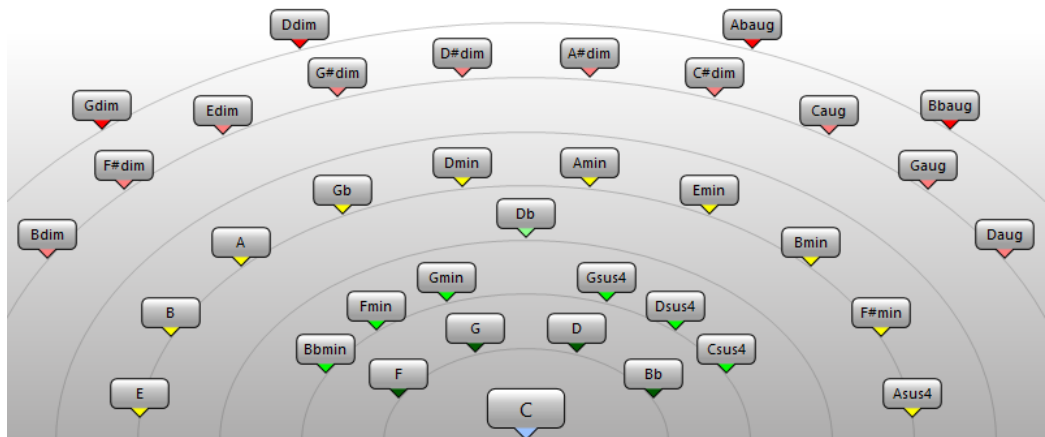 Ddim
Abaug
D#dim
A#dim
G#dim
C#dim
Gdim
Edim
Caug
Bbaug
F#dim
Dmin
Amin
Gaug
Gb
Emin
Bdim
A
Db
Bmin
Daug
Gmin
Gsus4
B
Fmin
Dsus4
F#min
G
D
Bbmin
Csus4
F
Bb
E
C
Asus4